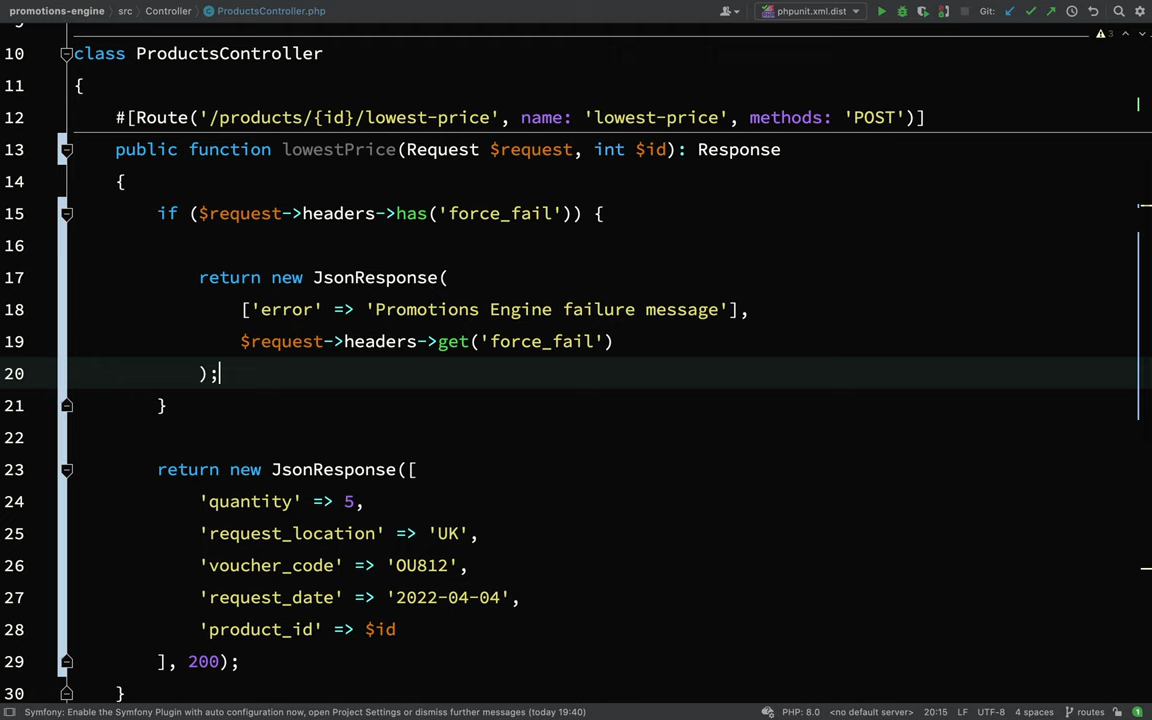 promotions-engine src Controller ProductsController.php phpunit.xml.dist Git:
3
10 class ProductsController
11 {
12 #[Route('/products/{id}/lowest-price', name: 'lowest-price', methods: 'POST')]
13 public function lowestPrice(Request $request, int $id): Response
14 {
15 if ($request->headers->has('force_fail')) {
16
17 return new JsonResponse(
18 ['error' => 'Promotions Engine failure message'],
19 $request->headers->get('force_fail')
20 );
21 }
22
23 return new JsonResponse([
24 'quantity' => 5,
25 'request_location' => 'UK',
26 'voucher_code' => 'OU812',
27 'request_date' => '2022-04-04',
28 'product_id' => $id
29 ], 200);
30 }
Symfony: Enable the Symfony Plugin with auto configuration now, open Project Settings or dismiss further messages (today 19:40) PHP: 8.0 <no default server> 20:15 LF UTF-8 4 spaces routes 1